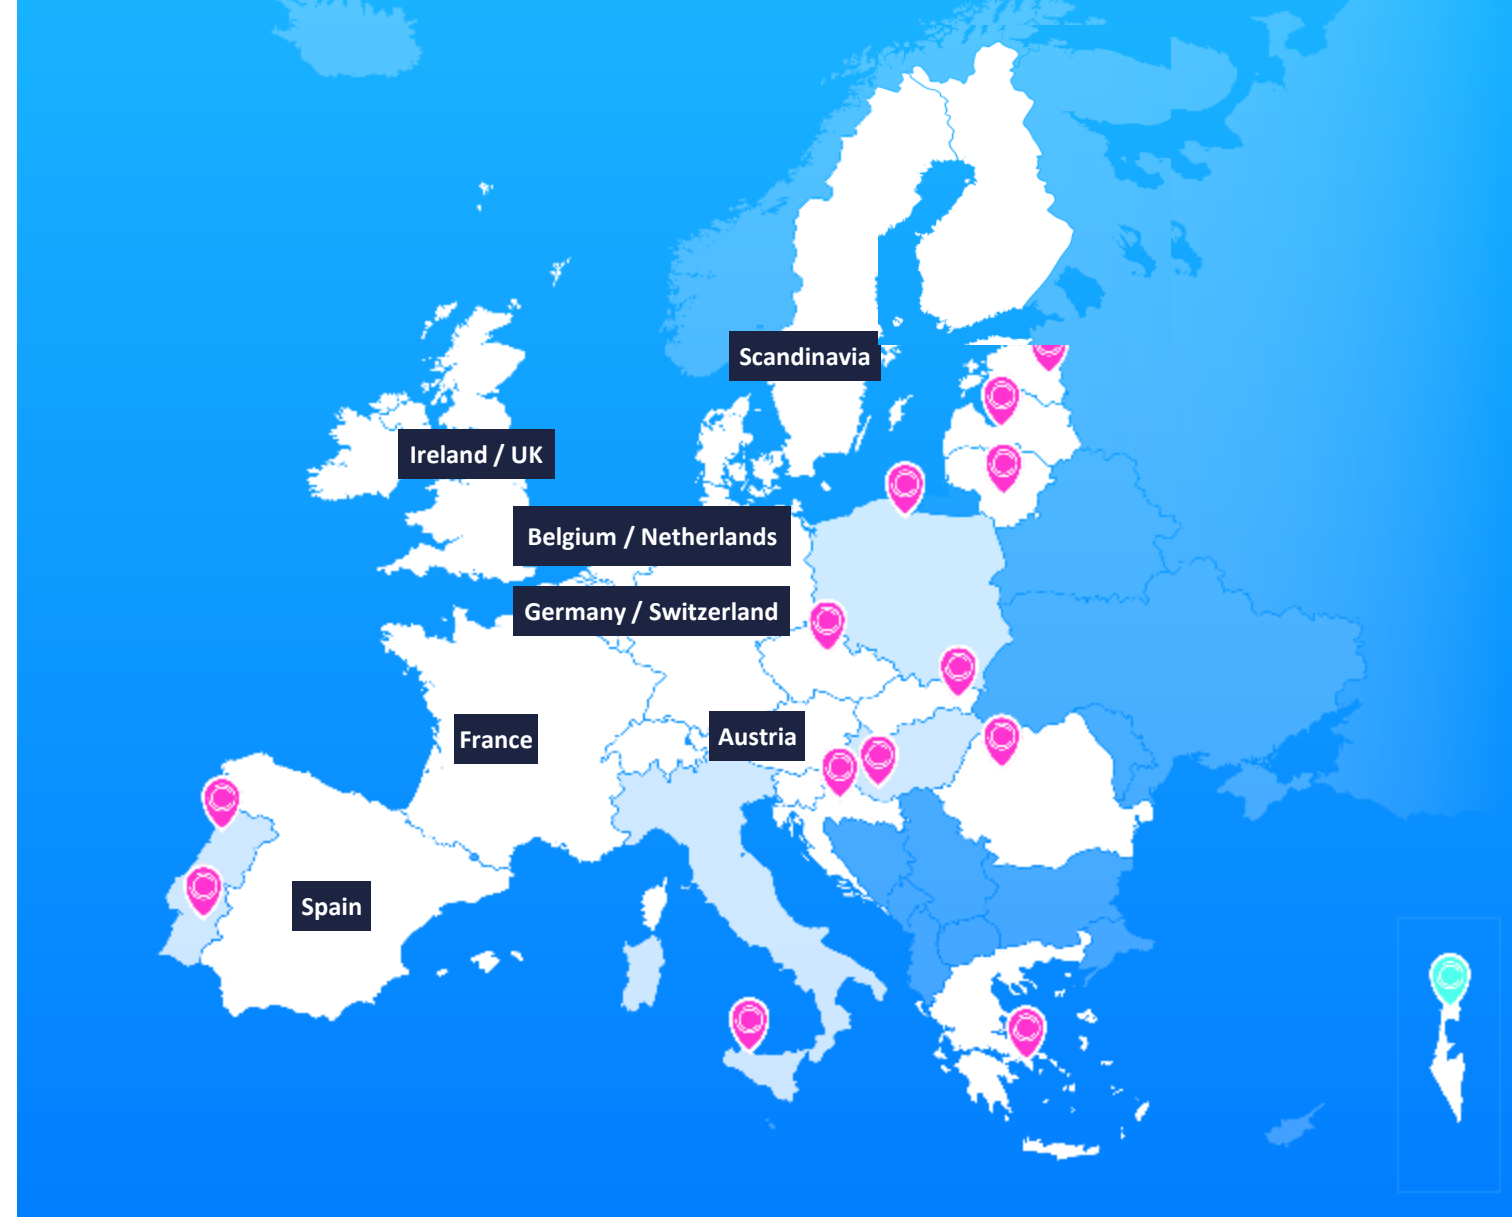 Scandinavia
Ireland / UK
Belgium / Netherlands
Germany / Switzerland
France
Austria
Spain